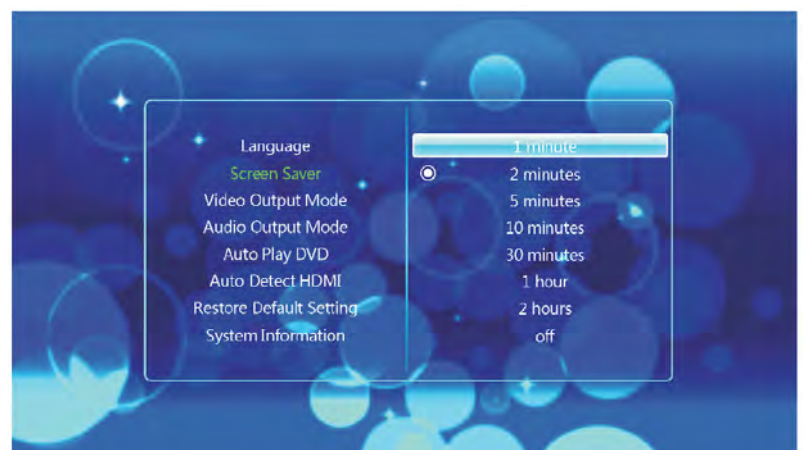 Language
Screen Saver
Video Output Mode
Audio Output Mode
Auto Play DVD
Auto Detect HDMI
Restore Default Setting
System Information
1 minute
2 minutes
5 minutes
10 minutes
30 minutes
1 hour
2 hours
off